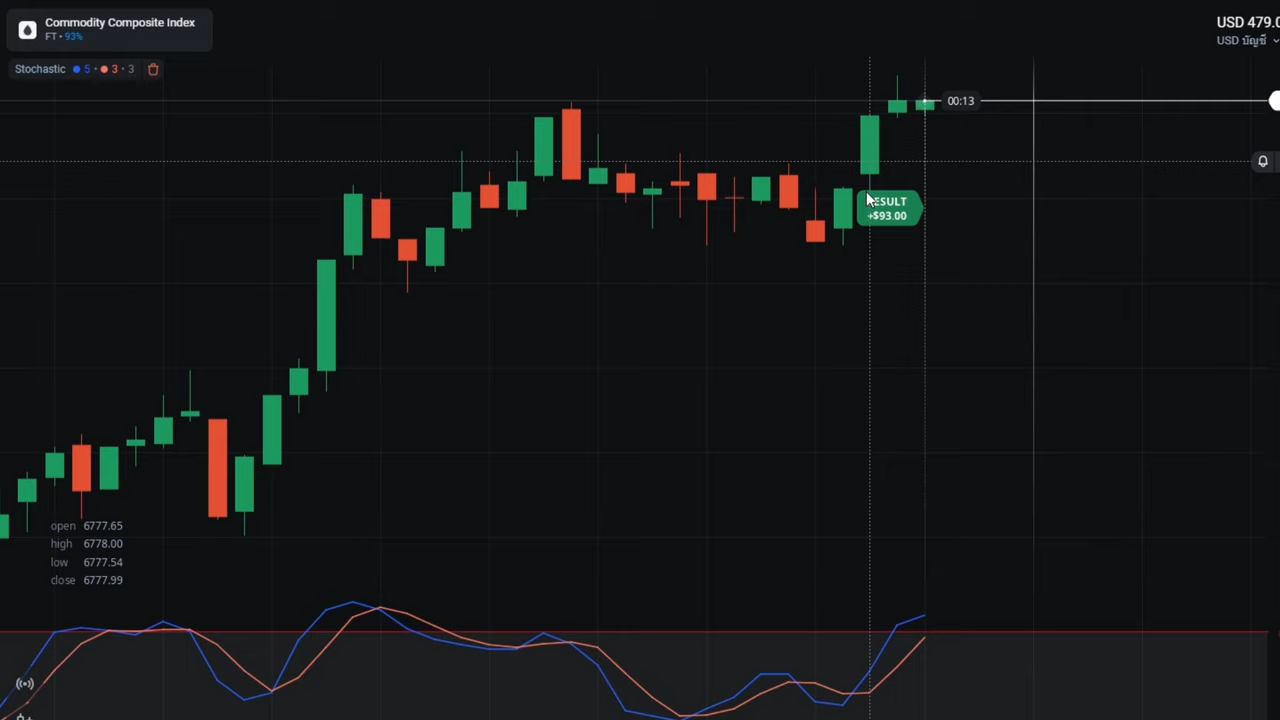 Commodity Composite Index
FT • 93%
USD 479.0
USD บัญชี
Stochastic 5 • 3 • 3
00:13
RESULT
+$93.00
open 6777.65
high 6778.00
low 6777.54
close 6777.99